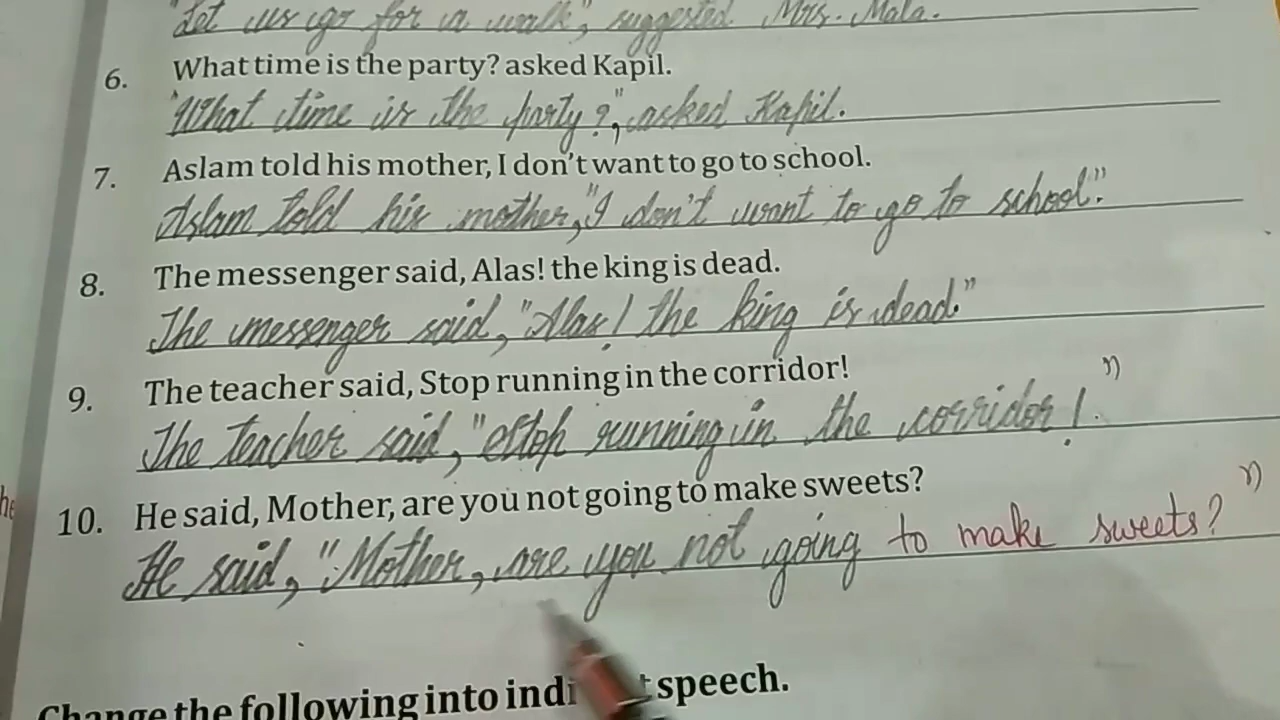 "Let us go for a walk", suggested Mrs. Mala.
6. What time is the party? asked Kapil.
"What time is the party?", asked Kapil.
7. Aslam told his mother, I don't want to go to school.
Aslam told his mother, "I don't want to go to school."
8. The messenger said, Alas! the king is dead.
The messenger said, "Alas! the king is dead."
9. The teacher said, Stop running in the corridor!
The teacher said, "Stop running in the corridor!."
10. He said, Mother, are you not going to make sweets?
He said, "Mother, are you not going to make sweets?"
Change the following into speech.